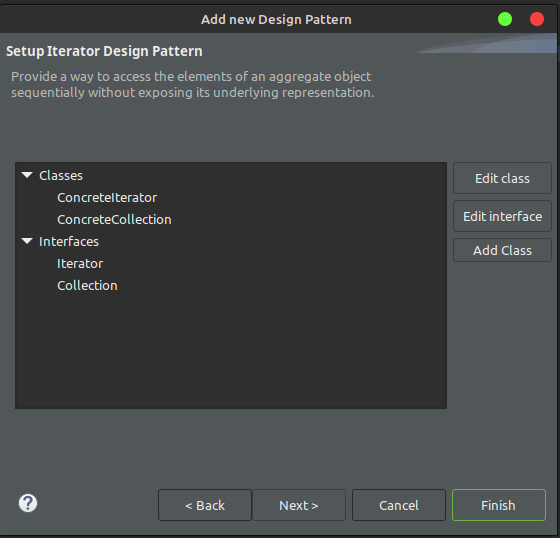 Add new Design Pattern
Setup Iterator Design Pattern
Provide a way to access the elements of an aggregate object
sequentially without exposing its underlying representation.
Classes
ConcreteIterator
ConcreteCollection
Interfaces
Iterator
Collection
Edit class
Edit interface
Add Class
?
< Back
Next >
Cancel
Finish